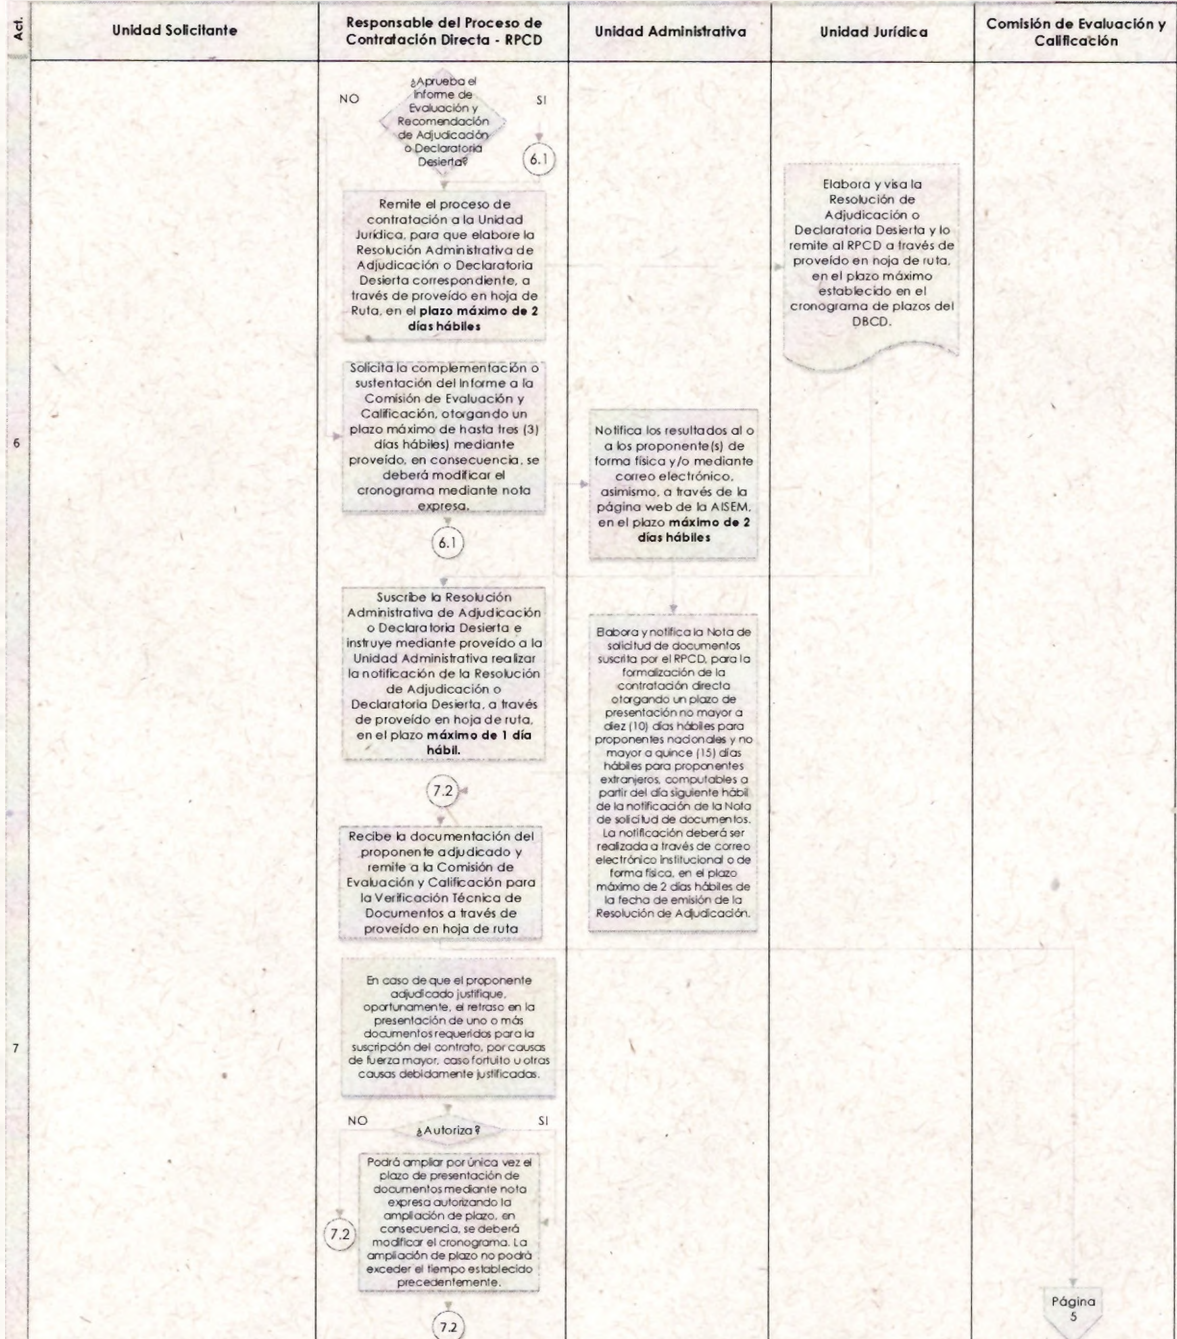 Act.
Unidad Solicitante
Responsable del Proceso de
Contratación Directa - RPCD
Unidad Administrativa
Unidad Jurídica
Comisión de Evaluación y
Calificación
6
¿Aprueba el
Informe de
Evaluación y
Recomendación
de Adjudicación
o Declaratoria
Desierta?
NO
SI
6.1
Remite el proceso de
contratación a la Unidad
Jurídica, para que elabore la
Resolución Administrativa de
Adjudicación o Declaratoria
Desierta correspondiente, a
través de proveído en hoja de
Ruta, en el plazo máximo de 2
días hábiles
Elabora y visa la
Resolución de
Adjudicación o
Declaratoria Desierta y lo
remite al RPCD a través de
proveído en hoja de ruta,
en el plazo máximo
establecido en el
cronograma de plazos del
DBCD.
Solicita la complementación o
sustentación del Informe a la
Comisión de Evaluación y
Calificación, otorgando un
plazo máximo de hasta tres (3)
días hábiles) mediante
proveído, en consecuencia, se
deberá modificar el
cronograma mediante nota
expresa.
6.1
Notifica los resultados al o
a los proponente(s) de
forma física y/o mediante
correo electrónico,
asimismo, a través de la
página web de la AISEM,
en el plazo máximo de 2
días hábiles
Suscribe la Resolución
Administrativa de Adjudicación
o Declaratoria Desierta e
instruye mediante proveído a la
Unidad Administrativa realizar
la notificación de la Resolución
de Adjudicación o
Declaratoria Desierta, a través
de proveído en hoja de ruta,
en el plazo máximo de 1 día
hábil.
Elabora y notifica la Nota de
solicitud de documentos
suscrita por el RPCD, para la
formalización de la
contratación directa
otorgando un plazo de
presentación no mayor a
diez (10) días hábiles para
proponentes nacionales y no
mayor a quince (15) días
hábiles para proponentes
extranjeros, computables a
partir del día siguiente hábil
de la notificación de la Nota
de solicitud de documentos.
La notificación deberá ser
realizada a través de correo
electrónico institucional o de
forma física, en el plazo
máximo de 2 días hábiles de
la fecha de emisión de la
Resolución de Adjudicación.
7
7.2
Recibe la documentación del
proponente adjudicado y
remite a la Comisión de
Evaluación y Calificación para
la Verificación Técnica de
Documentos a través de
proveído en hoja de ruta
En caso de que el proponente
adjudicado justifique,
oportunamente, el retraso en la
presentación de uno o más
documentos requeridos para la
suscripción del contrato, por causas
de fuerza mayor, caso fortuito u otras
causas debidamente justificadas.
NO
¿Autoriza?
SI
Podrá ampliar por única vez el
plazo de presentación de
documentos mediante nota
expresa autorizando la
ampliación de plazo, en
consecuencia, se deberá
modificar el cronograma. La
ampliación de plazo no podrá
exceder el tiempo establecido
precedentemente.
7.2
7.2
Página
5